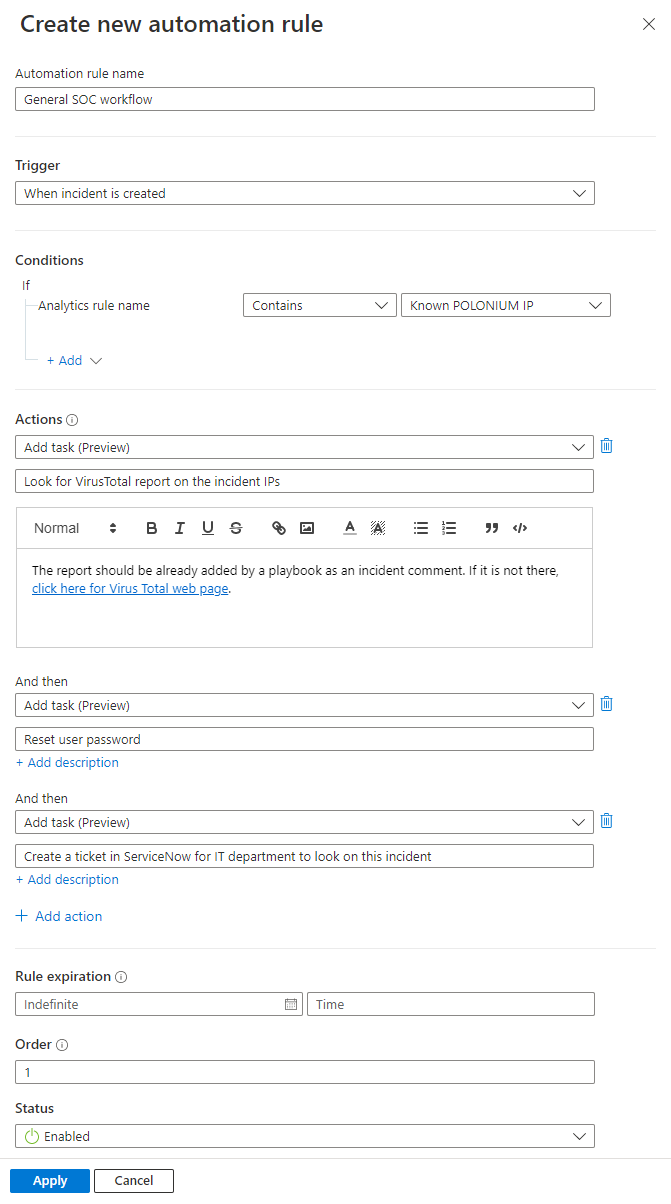 Create new automation rule
Automation rule name
General SOC workflow
Trigger
When incident is created
Conditions
If
Analytics rule name
Contains
Known POLONIUM IP
+ Add
Actions
Add task (Preview)
Look for VirusTotal report on the incident IPs
Normal B I U S A A
The report should be already added by a playbook as an incident comment. If it is not there,
click here for Virus Total web page.
And then
Add task (Preview)
Reset user password
+ Add description
And then
Add task (Preview)
Create a ticket in ServiceNow for IT department to look on this incident
+ Add description
+ Add action
Rule expiration
Indefinite
Time
Order
1
Status
Enabled
Apply
Cancel